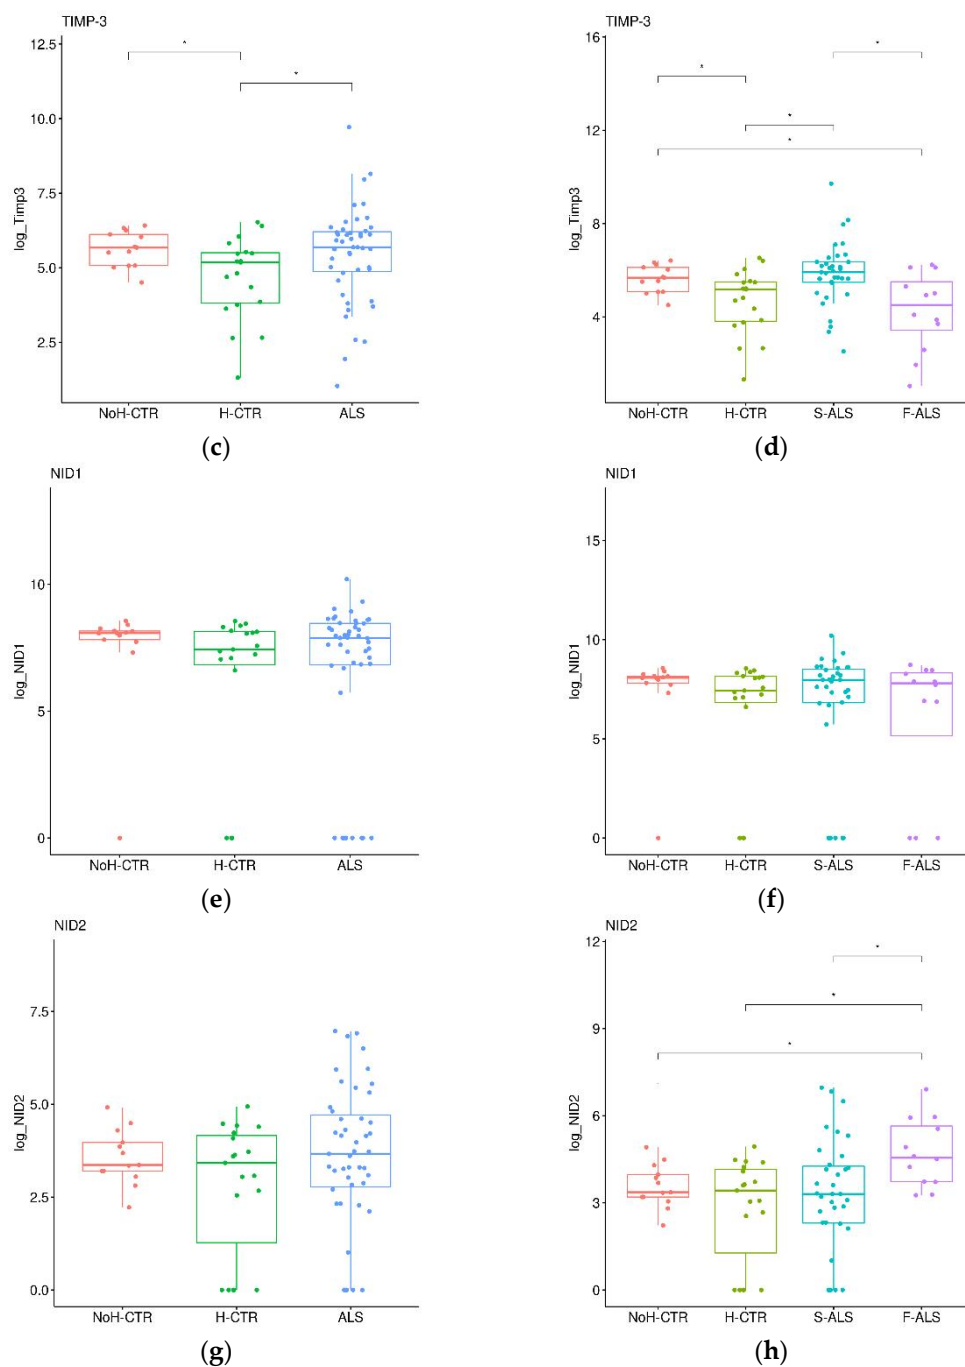 TIMP-3
12.5
10.0
7.5
5.0
2.5
log_Timp3
*
*
NoH-CTR H-CTR ALS
(c)
TIMP-3
16
12
8
4
log_Timp3
*
*
*
*
NoH-CTR H-CTR S-ALS F-ALS
(d)
NID1
10
5
0
log_NID1
NoH-CTR H-CTR ALS
(e)
NID1
15
10
5
0
log_NID1
NoH-CTR H-CTR S-ALS F-ALS
(f)
NID2
7.5
5.0
2.5
0.0
log_NID2
NoH-CTR H-CTR ALS
(g)
NID2
12
9
6
3
0
log_NID2
*
*
*
NoH-CTR H-CTR S-ALS F-ALS
(h)